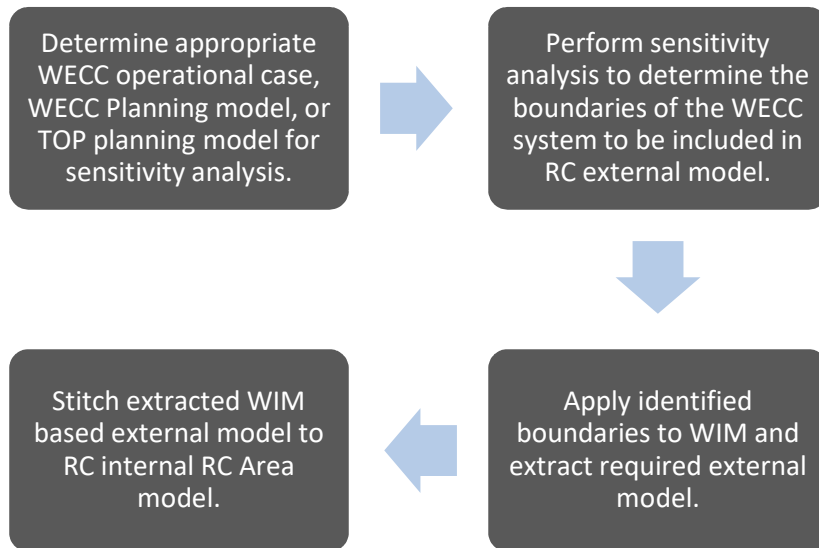 Determine appropriate
WECC operational case,
WECC Planning model, or
TOP planning model for
sensitivity analysis.
Perform sensitivity
analysis to determine the
boundaries of the WECC
system to be included in
RC external model.
Apply identified
boundaries to WIM and
extract required external
model.
Stitch extracted WIM
based external model to
RC internal RC Area
model.